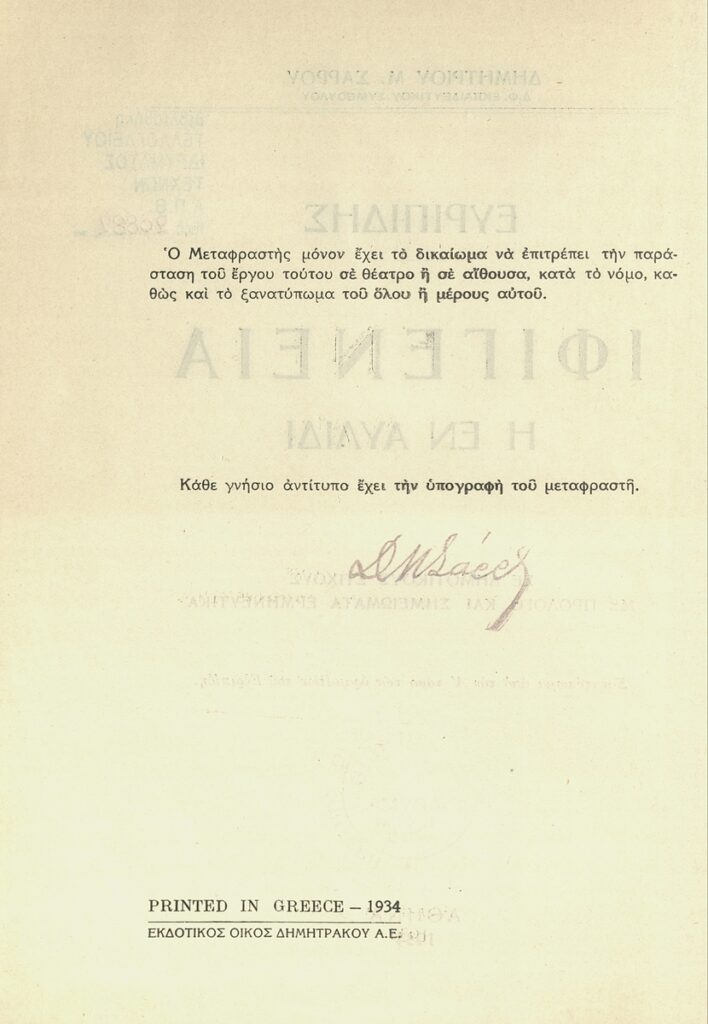 Ὁ Μεταφραστὴς μόνον ἔχει τὸ δικαίωμα νὰ ἐπιτρέπει τὴν παρά-
σταση τοῦ ἔργου τούτου σὲ θέατρο ἢ σὲ αἴθουσα, κατὰ τὸ νόμο, κα-
θὼς καὶ τὸ ξανατύπωμα τοῦ ὅλου ἢ μέρους αὐτοῦ.
Κάθε γνήσιο ἀντίτυπο ἔχει τὴν ὑπογραφὴ τοῦ μεταφραστῆ.
PRINTED IN GREECE – 1934
ΕΚΔΟΤΙΚΟΣ ΟΙΚΟΣ ΔΗΜΗΤΡΑΚΟΥ Α.Ε.